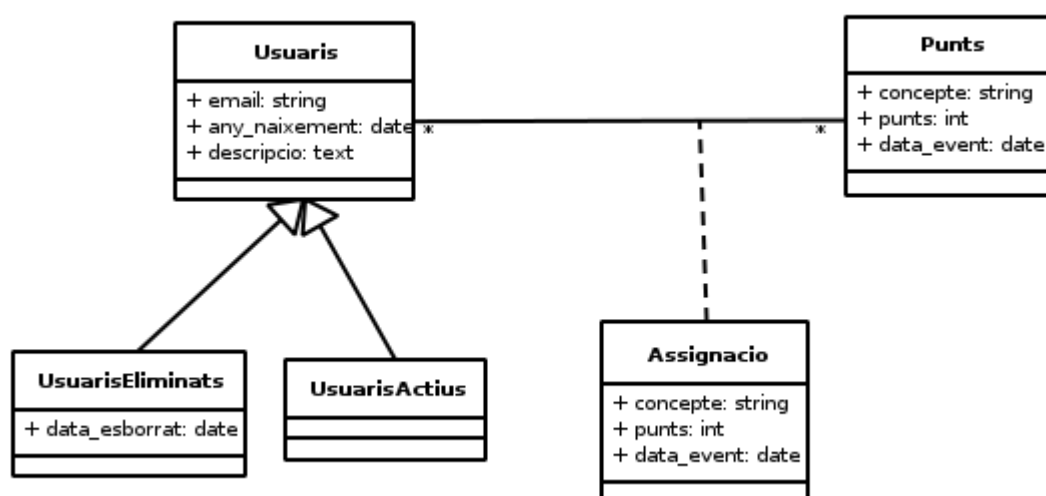 Usuaris
+ email: string
+ any_naixement: date
+ descripcio: text
*
*
Punts
+ concepte: string
+ punts: int
+ data_event: date
UsuarisEliminats
+ data_esborrat: date
UsuarisActius
Assignacio
+ concepte: string
+ punts: int
+ data_event: date